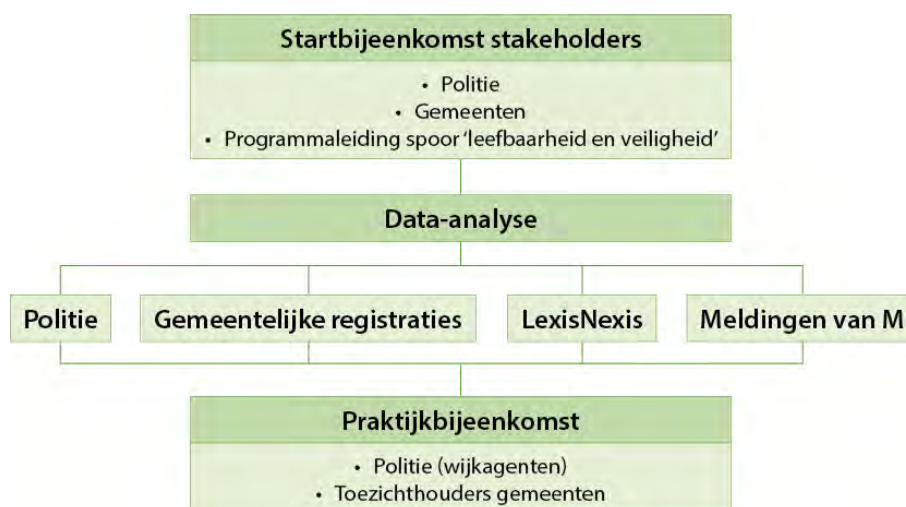 Startbijeenkomst stakeholders
• Politie
• Gemeenten
• Programmaleiding spoor ‘leefbaarheid en veiligheid’
Data-analyse
Politie
Gemeentelijke registraties
LexisNexis
Meldingen van M
Praktijkbijeenkomst
• Politie (wijkagenten)
• Toezichthouders gemeenten